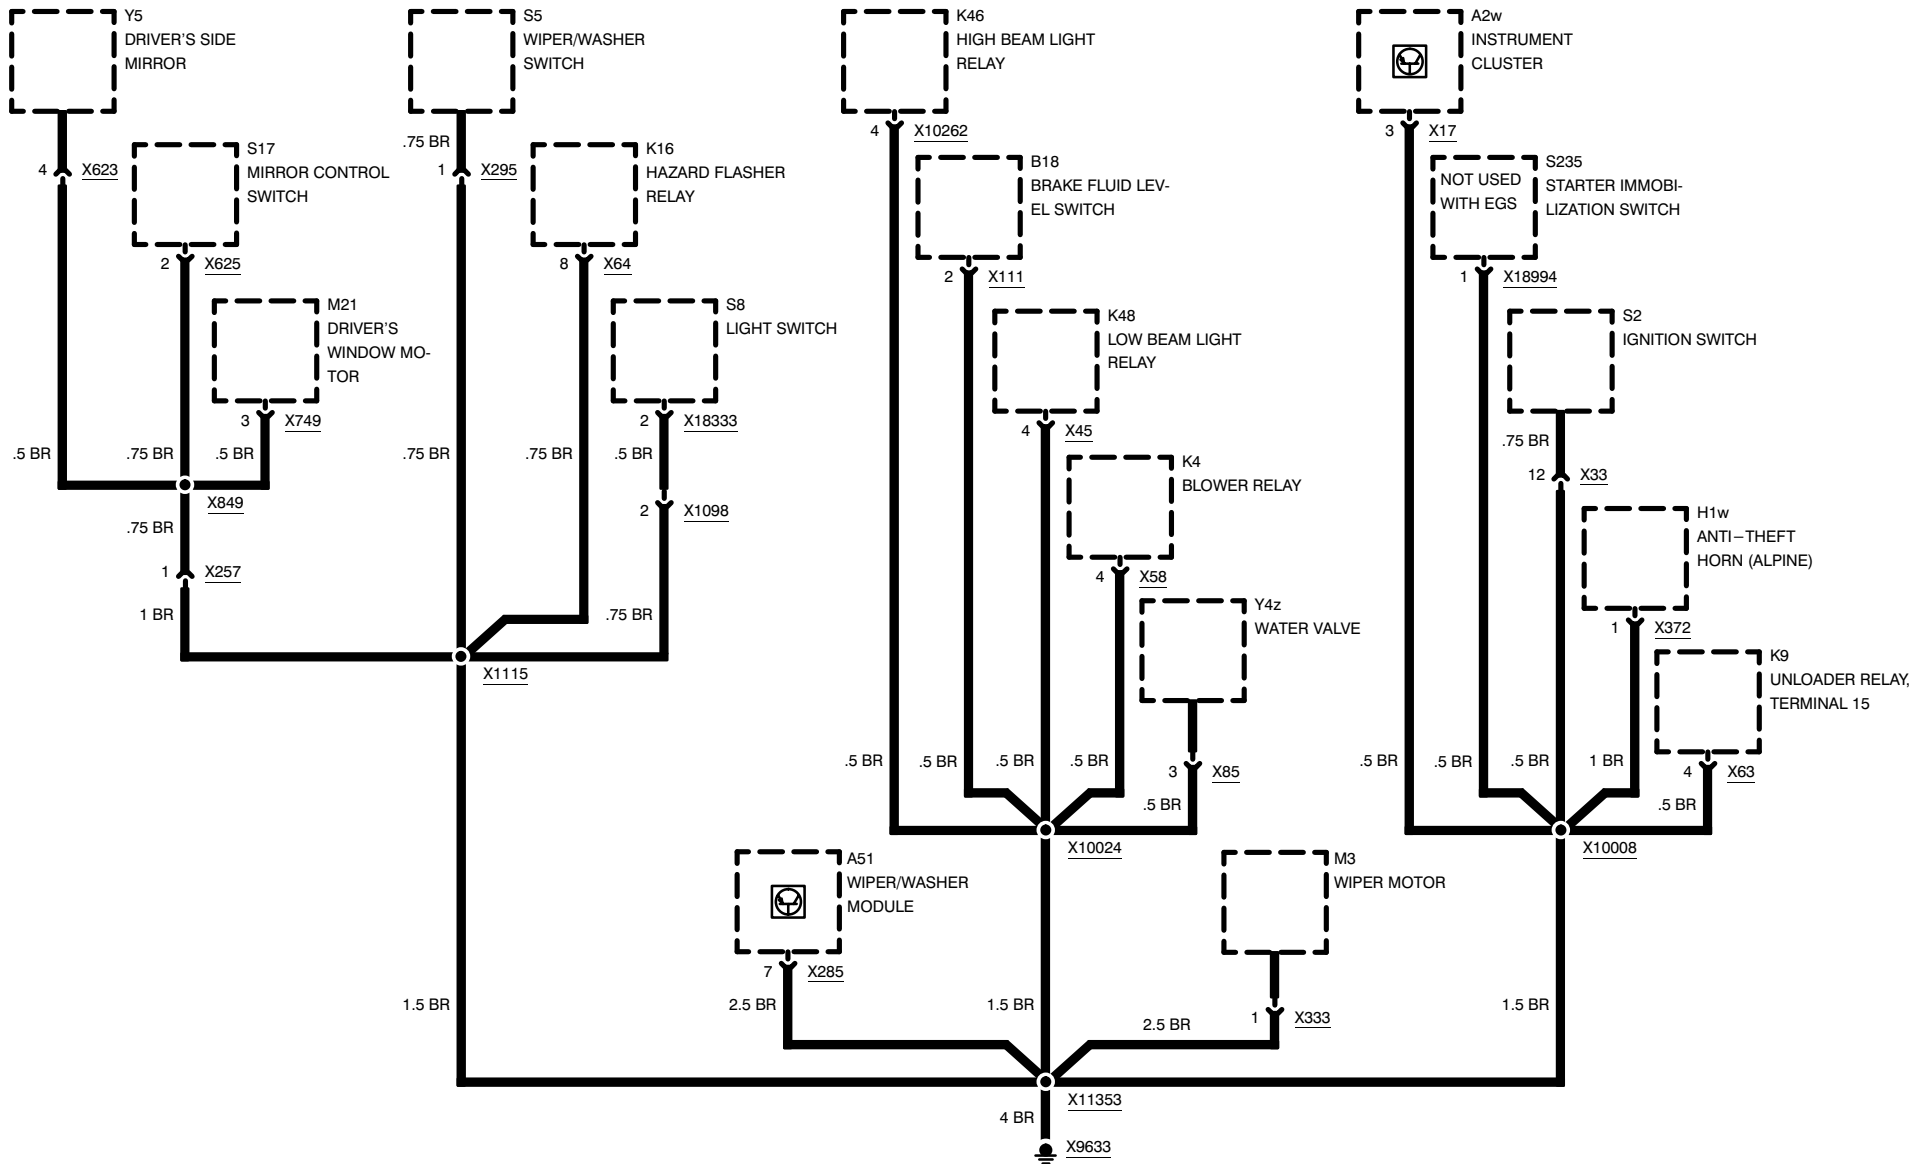 Y5
DRIVER'S SIDE
MIRROR
S5
WIPER/WASHER
SWITCH
K46
HIGH BEAM LIGHT
RELAY
A2w
INSTRUMENT
CLUSTER
4 X10262
3 X17
.75 BR
4 X623
S17
MIRROR CONTROL
SWITCH
1 X295
K16
HAZARD FLASHER
RELAY
B18
BRAKE FLUID LEV-
EL SWITCH
NOT USED
WITH EGS
S235
STARTER IMMOBI-
LIZATION SWITCH
2 X625
8 X64
2 X111
1 X18994
M21
DRIVER'S
WINDOW MO-
TOR
S8
LIGHT SWITCH
K48
LOW BEAM LIGHT
RELAY
S2
IGNITION SWITCH
3 X749
2 X18333
4 X45
.75 BR
.5 BR
.75 BR
.5 BR
.75 BR
.75 BR
.5 BR
K4
BLOWER RELAY
12 X33
X849
2 X1098
H1w
ANTI–THEFT
HORN (ALPINE)
.75 BR
1 X257
4 X58
1 BR
.75 BR
Y4z
WATER VALVE
1 X372
X1115
K9
UNLOADER RELAY,
TERMINAL 15
.5 BR
.5 BR
.5 BR
.5 BR
3 X85
.5 BR
.5 BR
.5 BR
.5 BR
1 BR
4 X63
.5 BR
X10024
X10008
A51
WIPER/WASHER
MODULE
M3
WIPER MOTOR
7 X285
1.5 BR
2.5 BR
1.5 BR
2.5 BR
1 X333
1.5 BR
X11353
4 BR
X9633